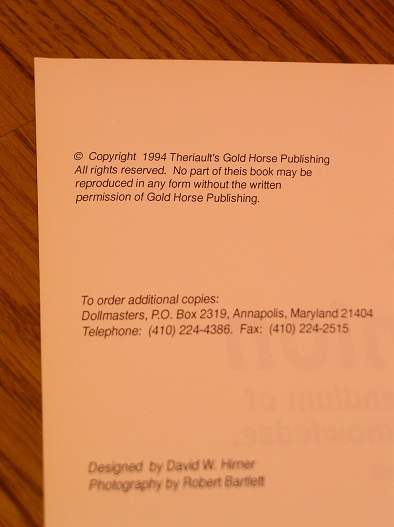 © Copyright 1994 Theriault's Gold Horse Publishing
All rights reserved. No part of theis book may be
reproduced in any form without the written
permission of Gold Horse Publishing.
To order additional copies:
Dollmasters, P.O. Box 2319, Annapolis, Maryland 21404
Telephone: (410) 224-4386. Fax: (410) 224-2515
Designed by David W. Hirner
Photography by Robert Bartlett